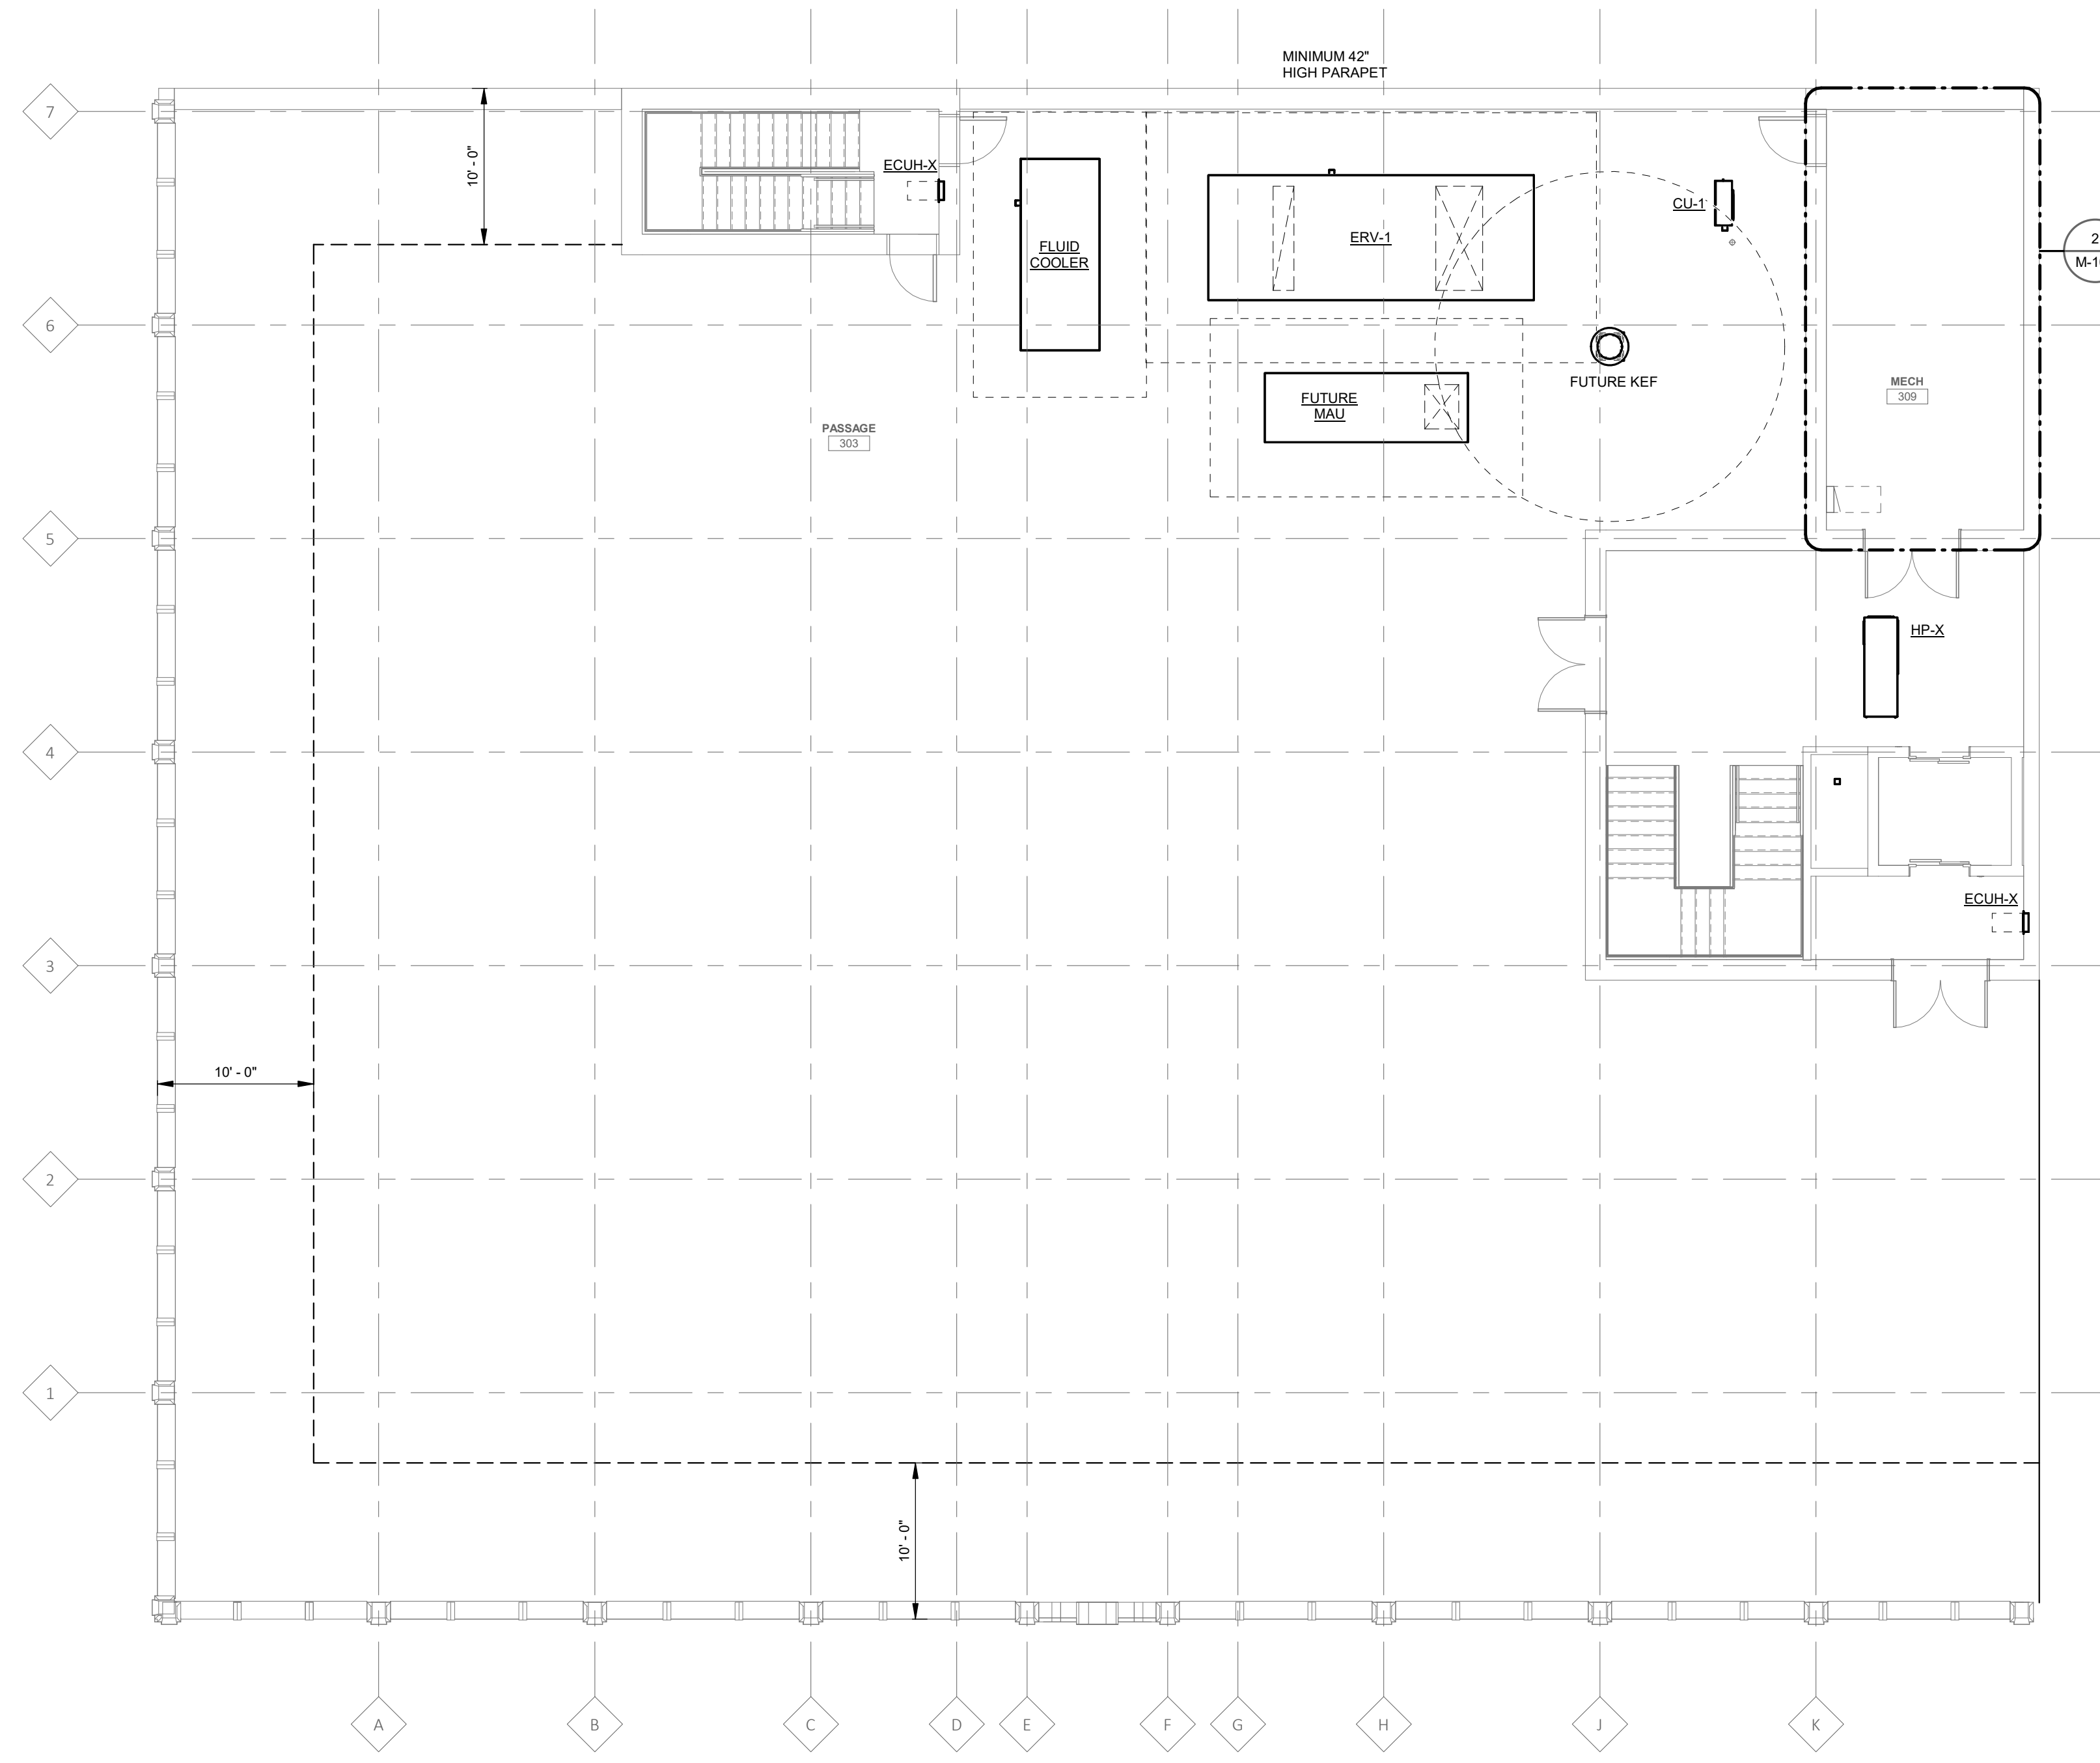 MINIMUM 42"
HIGH PARAPET
7
10' - 0"
ECUH-X
FLUID
COOLER
ERV-1
CU-1
2
6
FUTURE KEF
FUTURE
MAU
MECH
309
PASSAGE
303
5
HP-X
4
ECUH-X
3
10' - 0"
2
10' - 0"
1
A
B
C
D
E
F
G
H
J
K